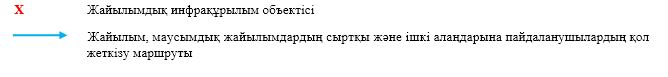 X Жайылымдық инфрақұрылым объектісі
Жайылым, маусымдық жайылымдардың сыртқы және ішкі алаңдарына пайдаланушылардың қол
жеткізу маршруты